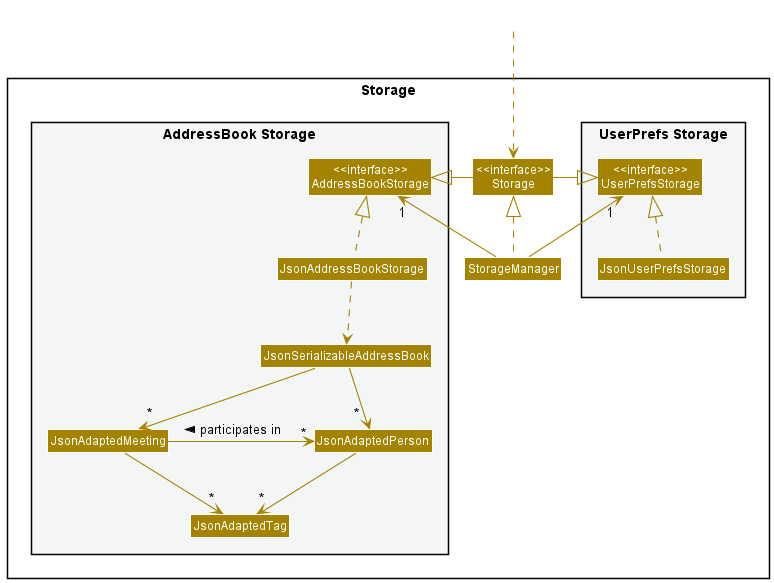 Storage
AddressBook Storage
UserPrefs Storage
<<interface>>
AddressBookStorage
<<interface>>
Storage
<<interface>>
UserPrefsStorage
1
1
JsonAddressBookStorage
StorageManager
JsonUserPrefsStorage
JsonSerializableAddressBook
*
*
◄ participates in
*
JsonAdaptedMeeting
JsonAdaptedPerson
*
*
JsonAdaptedTag